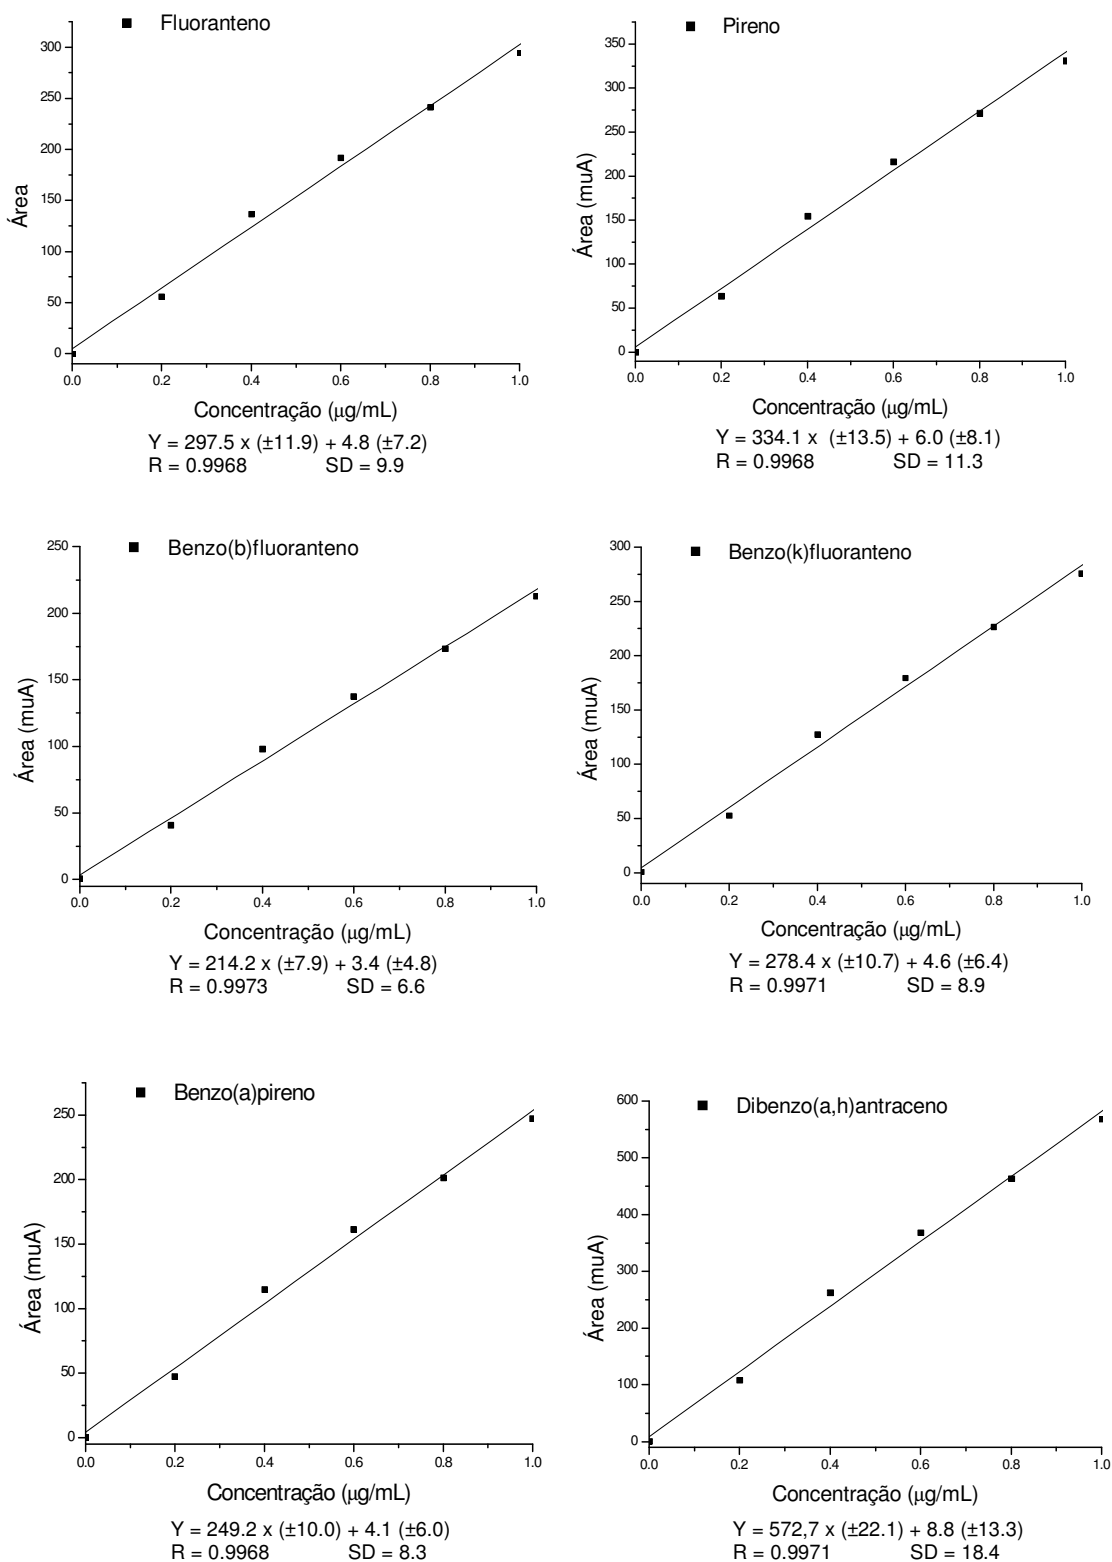 Fluoranteno
300
250
200
150
100
50
0
Área
0.0 0.2 0.4 0.6 0.8 1.0
Concentração (μg/mL)
Y = 297.5 x (±11.9) + 4.8 (±7.2)
R = 0.9968 SD = 9.9
Pireno
350
300
250
200
150
100
50
0
Área (muA)
0.0 0.2 0.4 0.6 0.8 1.0
Concentração (μg/mL)
Y = 334.1 x (±13.5) + 6.0 (±8.1)
R = 0.9968 SD = 11.3
Benzo(b)fluoranteno
250
200
150
100
50
0
Área (muA)
0.0 0.2 0.4 0.6 0.8 1.0
Concentração (μg/mL)
Y = 214.2 x (±7.9) + 3.4 (±4.8)
R = 0.9973 SD = 6.6
Benzo(k)fluoranteno
300
250
200
150
100
50
0
Área (muA)
0.0 0.2 0.4 0.6 0.8 1.0
Concentração (μg/mL)
Y = 278.4 x (±10.7) + 4.6 (±6.4)
R = 0.9971 SD = 8.9
Benzo(a)pireno
250
200
150
100
50
0
Área (muA)
0.0 0.2 0.4 0.6 0.8 1.0
Concentração (μg/mL)
Y = 249.2 x (±10.0) + 4.1 (±6.0)
R = 0.9968 SD = 8.3
Dibenzo(a,h)antraceno
600
500
400
300
200
100
0
Área (muA)
0.0 0.2 0.4 0.6 0.8 1.0
Concentração (μg/mL)
Y = 572,7 x (±22.1) + 8.8 (±13.3)
R = 0.9971 SD = 18.4